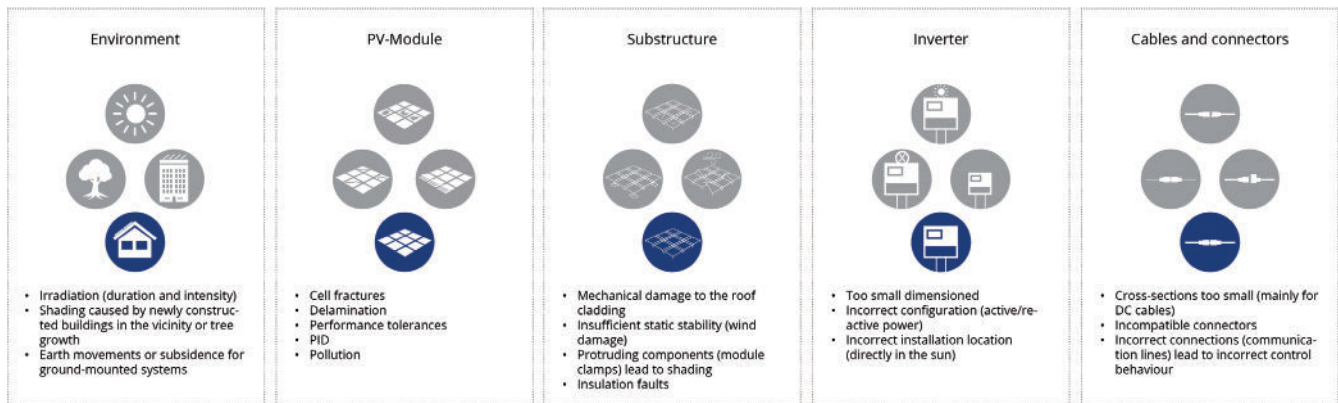 Environment
• Irradiation (duration and intensity)
• Shading caused by newly construc-
ted buildings in the vicinity or tree
growth
• Earth movements or subsidence for
ground-mounted systems
PV-Module
• Cell fractures
• Delamination
• Performance tolerances
• PID
• Pollution
Substructure
• Mechanical damage to the roof
cladding
• Insufficient static stability (wind
damage)
• Protruding components (module
clamps) lead to shading
• Insulation faults
Inverter
• Too small dimensioned
• Incorrect configuration (active/re-
active power)
• Incorrect installation location
(directly in the sun)
Cables and connectors
• Cross-sections too small (mainly for
DC cables)
• Incompatible connectors
• Incorrect connections (communica-
tion lines) lead to incorrect control
behaviour